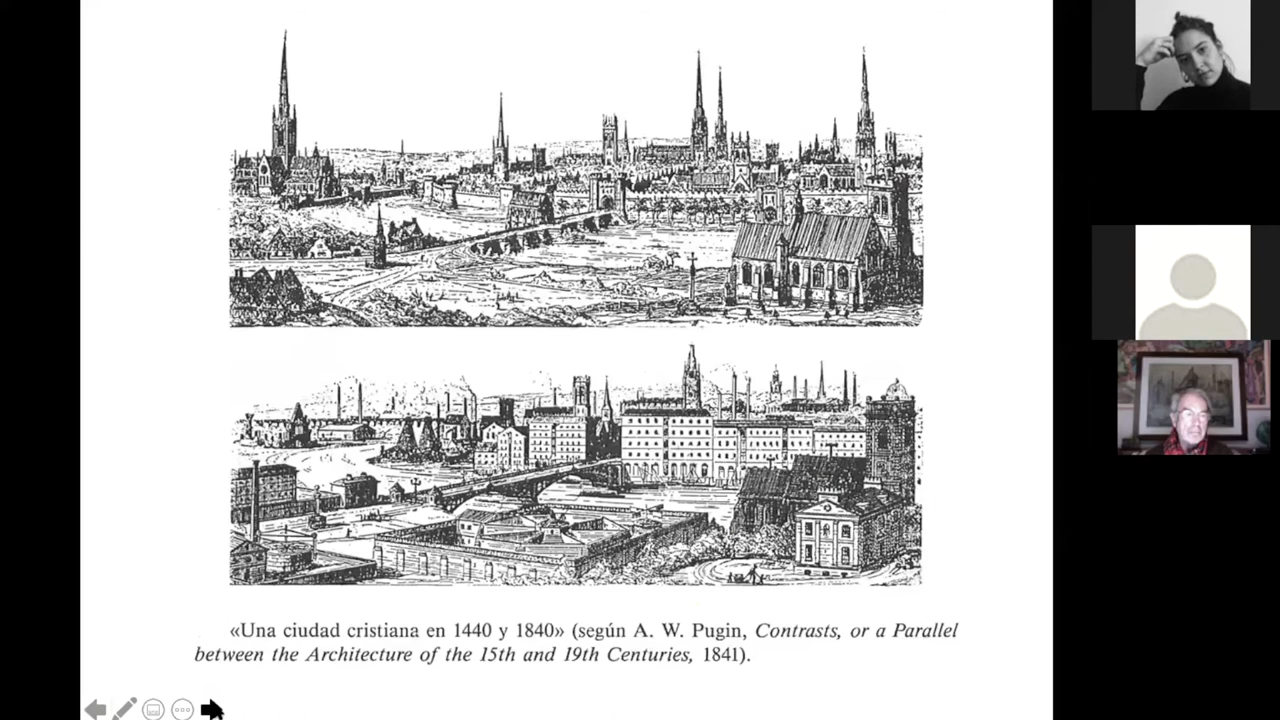 «Una ciudad cristiana en 1440 y 1840» (según A. W. Pugin, Contrasts, or a Parallel
between the Architecture of the 15th and 19th Centuries, 1841).